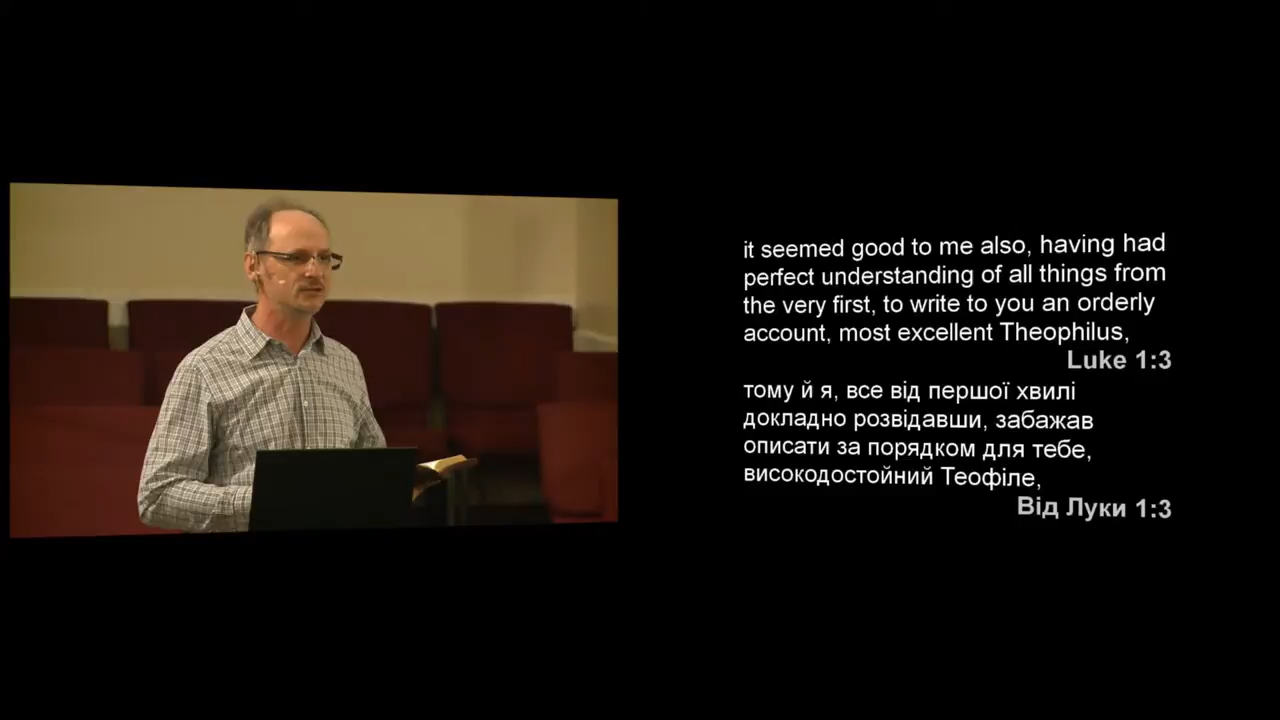 it seemed good to me also, having had
perfect understanding of all things from
the very first, to write to you an orderly
account, most excellent Theophilus,
Luke 1:3
тому й я, все від першої хвилі
докладно розвідавши, забажав
описати за порядком для тебе,
високодостойний Теофіле,
Від Луки 1:3